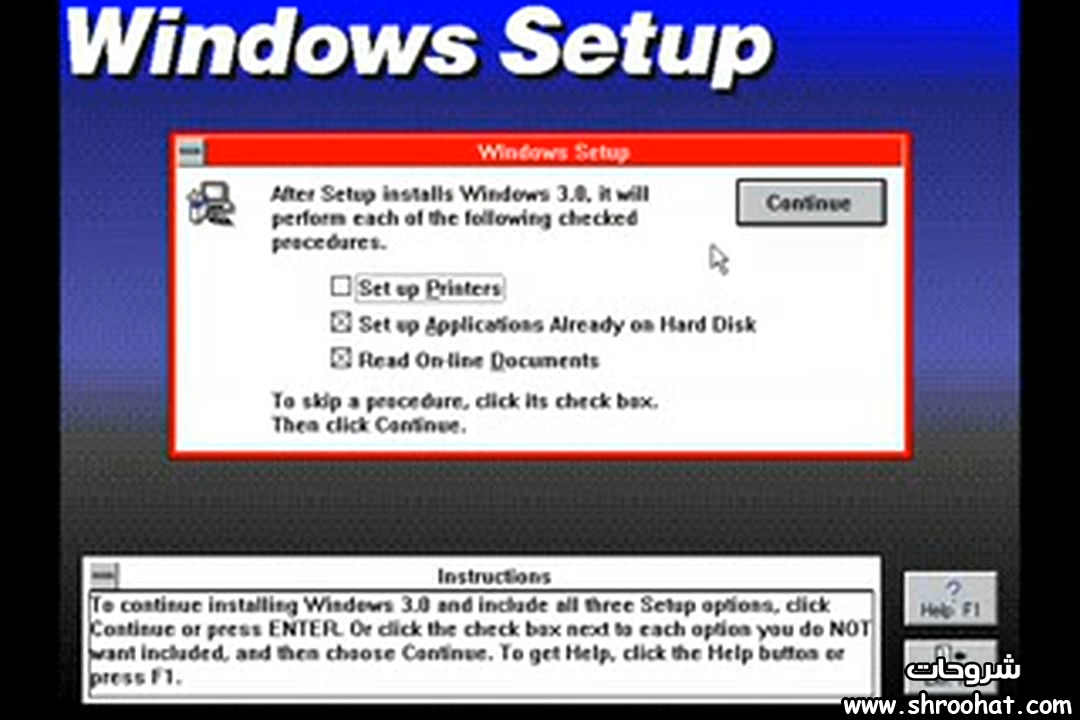 Windows Setup
Windows Setup
After Setup installs Windows 3.0, it will
perform each of the following checked
procedures.
Continue
Set up Printers
Set up Applications Already on Hard Disk
Read On-line Documents
To skip a procedure, click its check box.
Then click Continue.
Instructions
To continue installing Windows 3.0 and include all three Setup options, click
Continue or press ENTER. Or click the check box next to each option you do NOT
want included, and then choose Continue. To get Help, click the Help button or
press F1.
Help F1
شروحات
www.shroohat.com